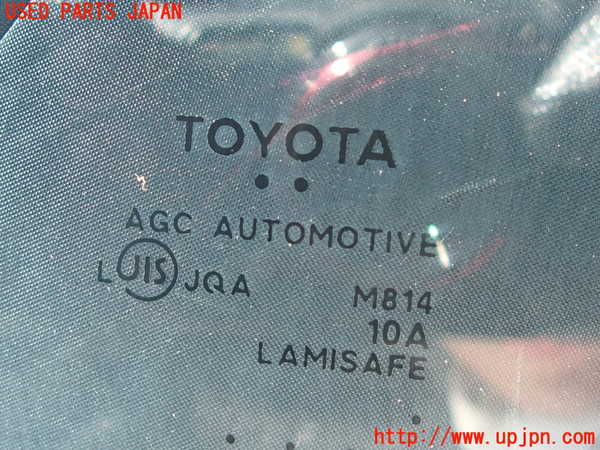 USED PARTS JAPAN
TOYOTA
AGC AUTOMOTIVE
L JIS JQA M814
10A
LAMISAFE
http://www.upjpn.com/